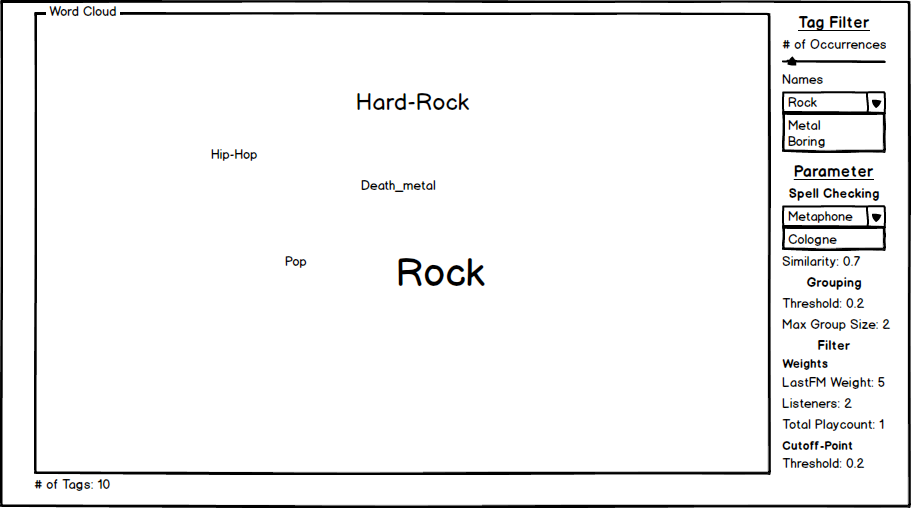 Word Cloud
Hard-Rock
Hip-Hop
Death_metal
Pop
Rock
# of Tags: 10
Tag Filter
# of Occurrences
Names
Rock
Metal
Boring
Parameter
Spell Checking
Metaphone
Cologne
Similarity: 0.7
Grouping
Threshold: 0.2
Max Group Size: 2
Filter
Weights
LastFM Weight: 5
Listeners: 2
Total Playcount: 1
Cutoff-Point
Threshold: 0.2